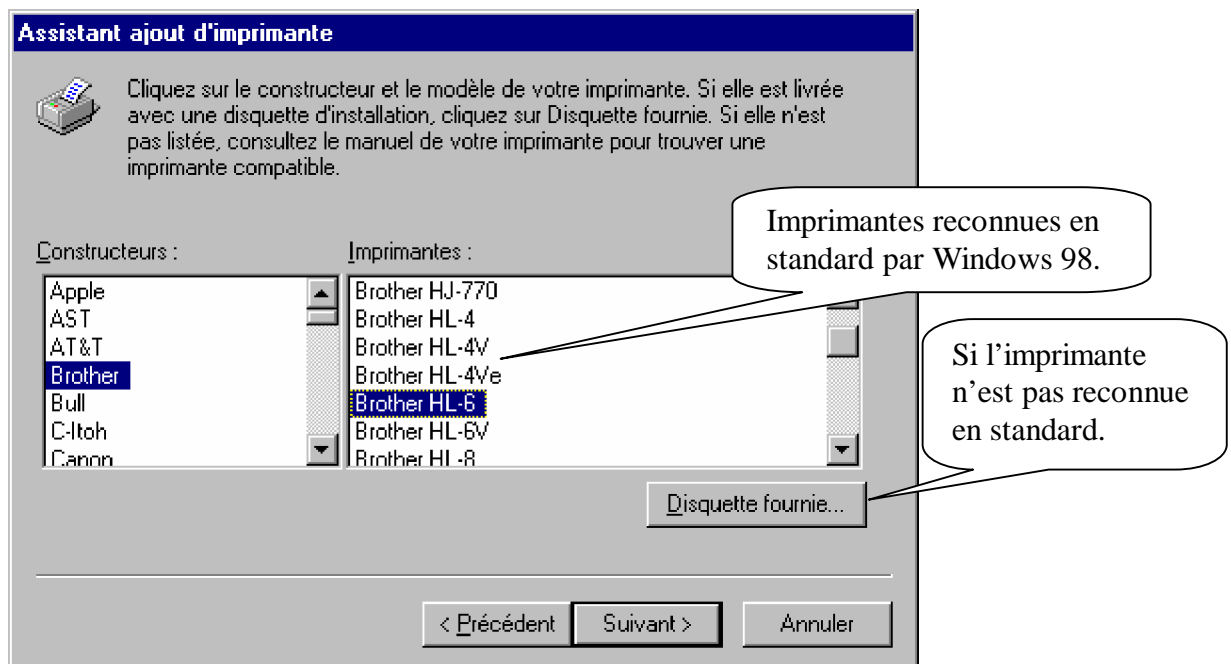 Assistant ajout d'imprimante
Cliquez sur le constructeur et le modèle de votre imprimante. Si elle est livrée
avec une disquette d'installation, cliquez sur Disquette fournie. Si elle n'est
pas listée, consultez le manuel de votre imprimante pour trouver une
imprimante compatible.
Imprimantes reconnues en
standard par Windows 98.
Constructeurs :
Apple
AST
AT&T
Brother
Bull
C-Itoh
Canon
Imprimantes :
Brother HJ-770
Brother HL-4
Brother HL-4V
Brother HL-4Ve
Brother HL-6
Brother HL-6V
Brother HL-8
Si l’imprimante
n’est pas reconnue
en standard.
Disquette fournie...
< Précédent
Suivant >
Annuler